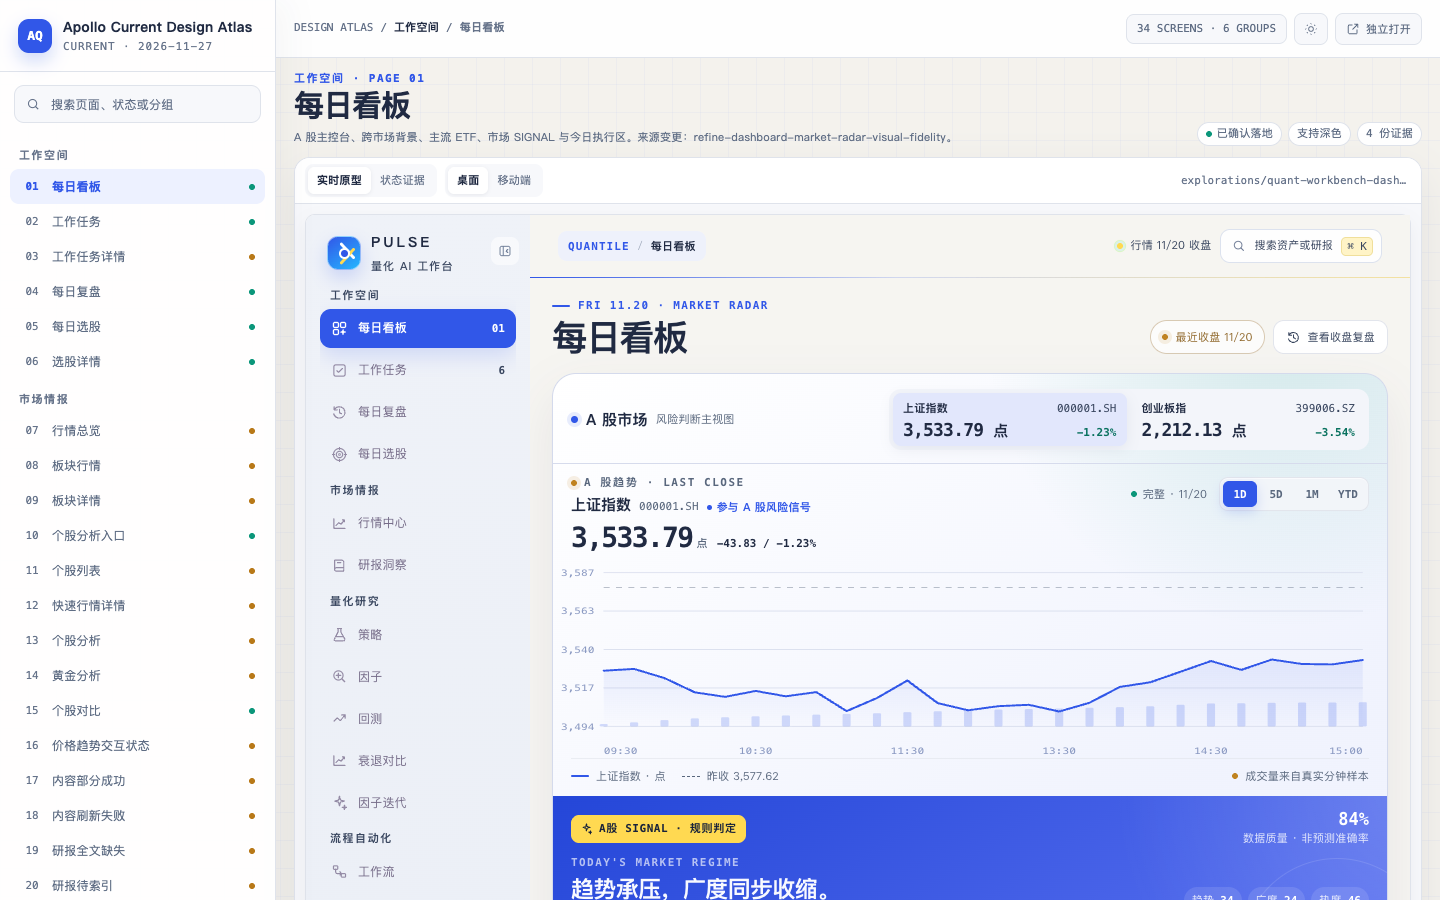 AQ
Apollo Current Design Atlas
CURRENT · 2026-11-27
搜索页面、状态或分组
工作空间
01 每日看板
02 工作任务
03 工作任务详情
04 每日复盘
05 每日选股
06 选股详情
市场情报
07 行情总览
08 板块行情
09 板块详情
10 个股分析入口
11 个股列表
12 快速行情详情
13 个股分析
14 黄金分析
15 个股对比
16 价格趋势交互状态
17 内容部分成功
18 内容刷新失败
19 研报全文缺失
20 研报待索引
DESIGN ATLAS / 工作空间 / 每日看板
34 SCREENS · 6 GROUPS
独立打开
工作空间 · PAGE 01
每日看板
A 股主控台、跨市场背景、主流 ETF、市场 SIGNAL 与今日执行区。来源变更：refine-dashboard-market-radar-visual-fidelity。
已确认落地
支持深色
4 份证据
实时原型 状态证据 桌面 移动端
explorations/quant-workbench-dash…
PULSE
量化 AI 工作台
工作空间
每日看板 01
工作任务 6
每日复盘
每日选股
市场情报
行情中心
研报洞察
量化研究
策略
因子
回测
衰退对比
因子迭代
流程自动化
工作流
QUANTILE / 每日看板
行情 11/20 收盘
搜索资产或研报 ⌘ K
FRI 11.20 · MARKET RADAR
每日看板
最近收盘 11/20
查看收盘复盘
A 股市场 风险判断主视图
上证指数 000001.SH
3,533.79 点 -1.23%
创业板指 399006.SZ
2,212.13 点 -3.54%
A 股趋势 · LAST CLOSE
上证指数 000001.SH 参与 A 股风险信号
3,533.79 点 -43.83 / -1.23%
完整 · 11/20
1D 5D 1M YTD
3,587
3,563
3,540
3,517
3,494
09:30 10:30 11:30 13:30 14:30 15:00
上证指数 · 点 昨收 3,577.62
成交量来自真实分钟样本
A股 SIGNAL · 规则判定
84%
数据质量 · 非预测准确率
TODAY'S MARKET REGIME
趋势承压，广度同步收缩。
趋势 34 广度 24 热度 46